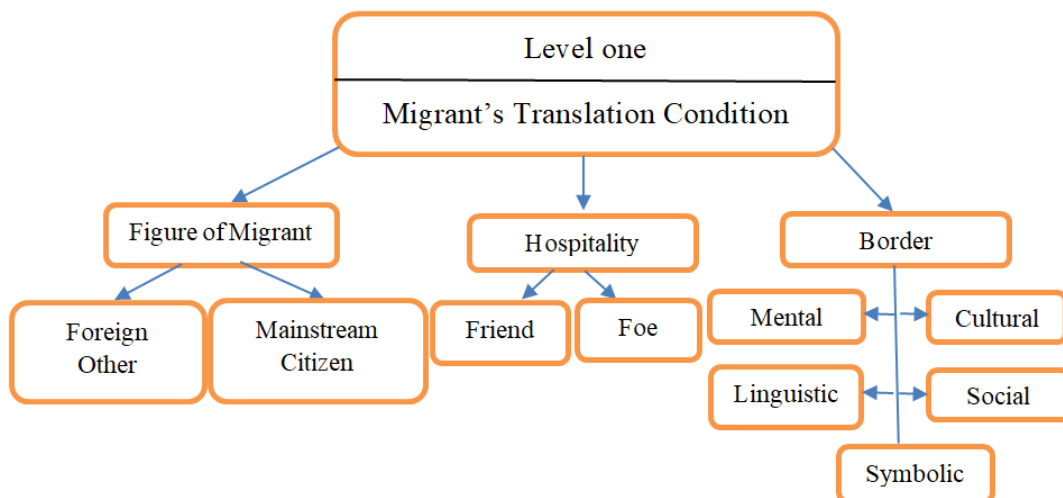 Level one
Migrant’s Translation Condition
Figure of Migrant
Hospitality
Border
Foreign
Other
Mainstream
Citizen
Friend
Foe
Mental
Cultural
Linguistic
Social
Symbolic